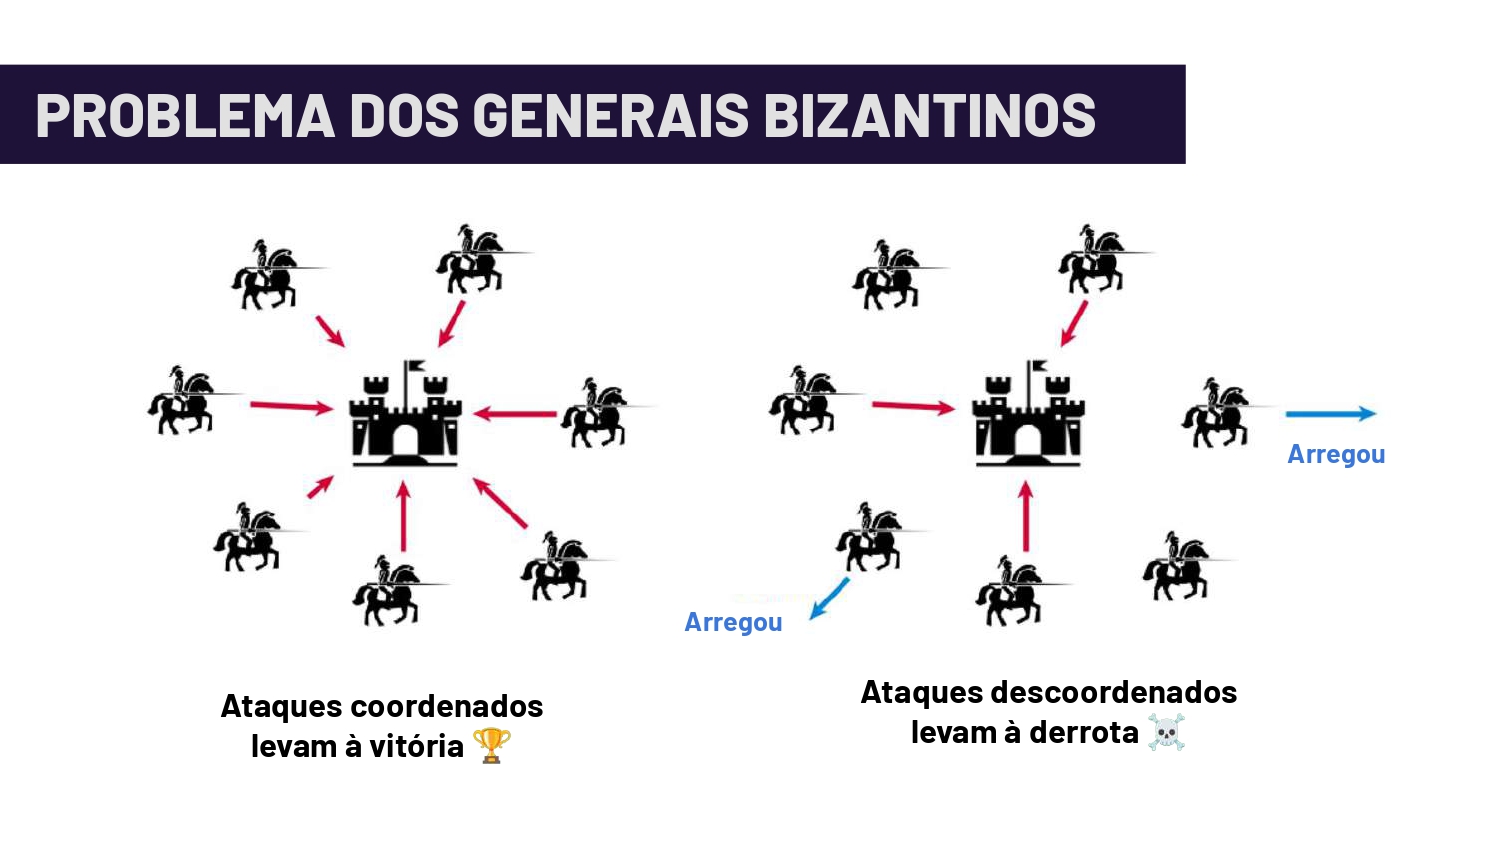 PROBLEMA DOS GENERAIS BIZANTINOS
Arregou
Arregou
Ataques coordenados
levam à vitória 🏆
Ataques descoordenados
levam à derrota ☠️